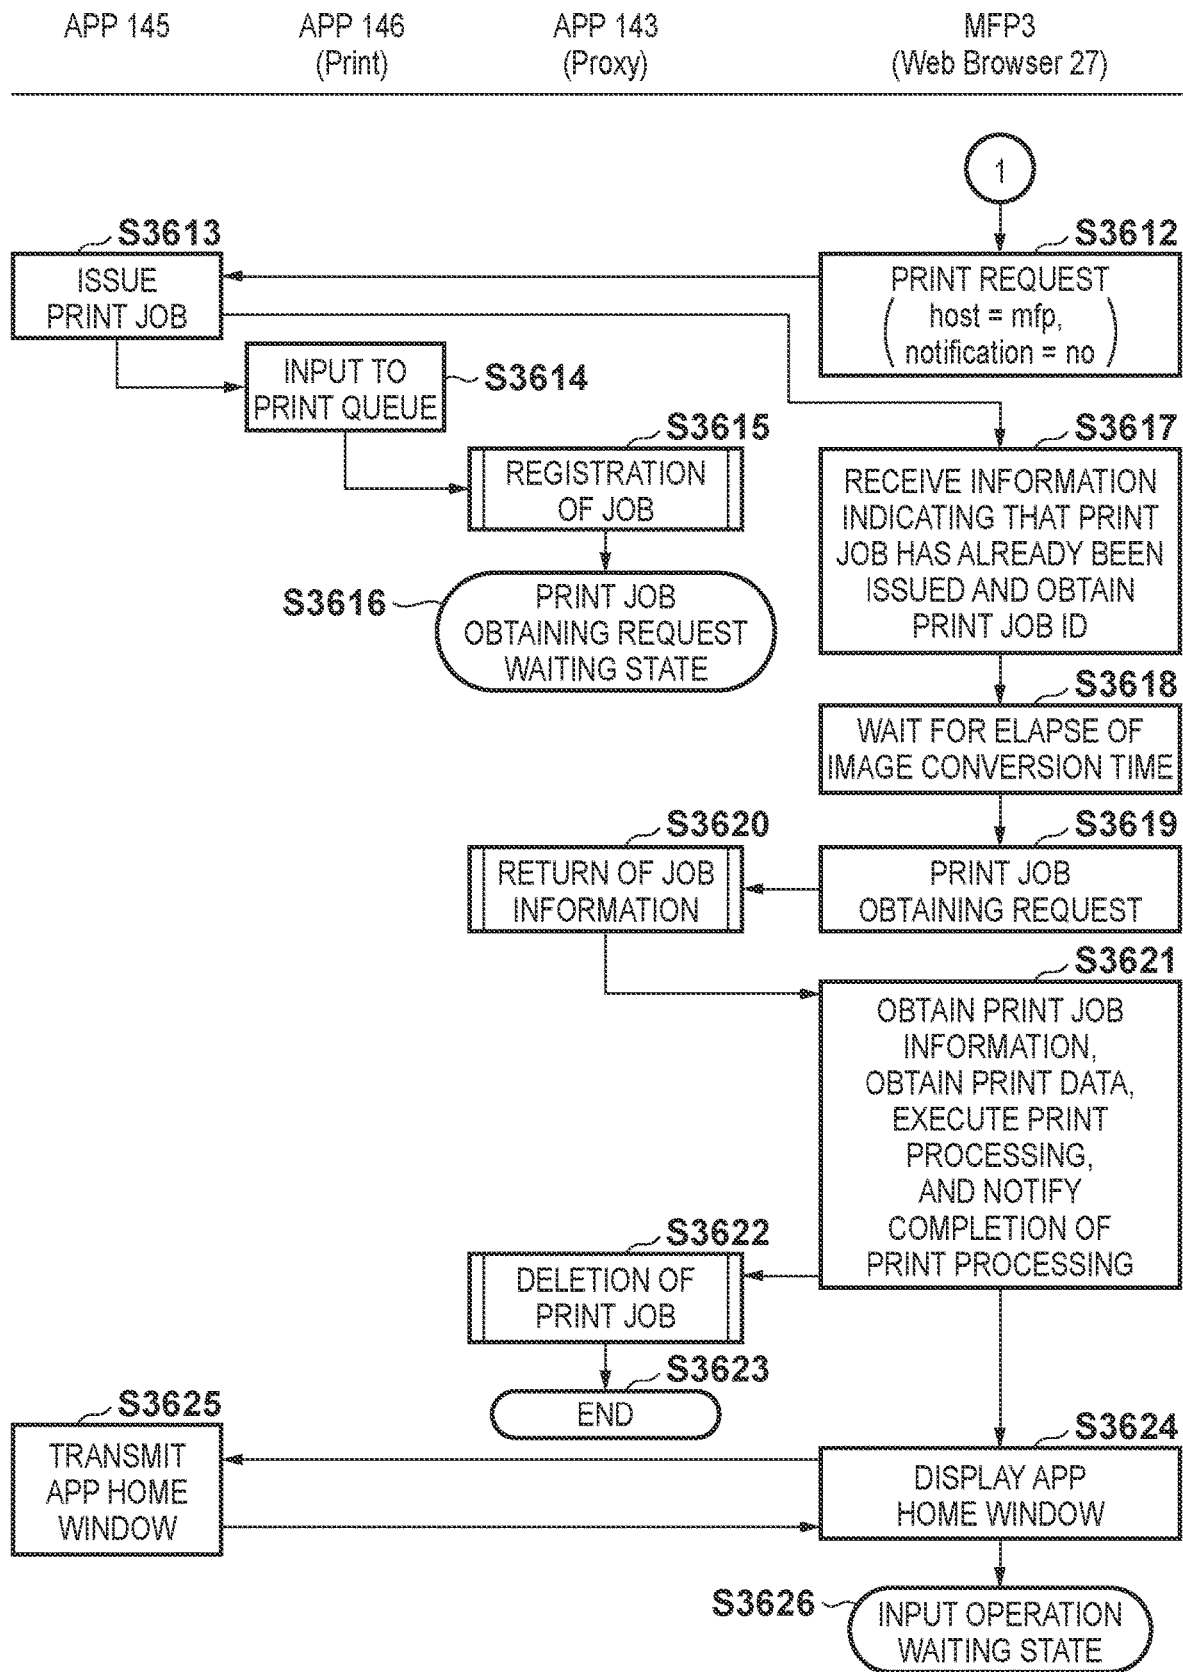 APP 145
APP 146
(Print)
APP 143
(Proxy)
MFP3
(Web Browser 27)
1
S3612
PRINT REQUEST
host = mfp,
notification = no
S3613
ISSUE
PRINT JOB
S3614
INPUT TO
PRINT QUEUE
S3615
REGISTRATION
OF JOB
S3616
PRINT JOB
OBTAINING REQUEST
WAITING STATE
S3617
RECEIVE INFORMATION
INDICATING THAT PRINT
JOB HAS ALREADY BEEN
ISSUED AND OBTAIN
PRINT JOB ID
S3618
WAIT FOR ELAPSE OF
IMAGE CONVERSION TIME
S3619
PRINT JOB
OBTAINING REQUEST
S3620
RETURN OF JOB
INFORMATION
S3621
OBTAIN PRINT JOB
INFORMATION,
OBTAIN PRINT DATA,
EXECUTE PRINT
PROCESSING,
AND NOTIFY
COMPLETION OF
PRINT PROCESSING
S3622
DELETION OF
PRINT JOB
S3623
END
S3624
DISPLAY APP
HOME WINDOW
S3625
TRANSMIT
APP HOME
WINDOW
S3626
INPUT OPERATION
WAITING STATE